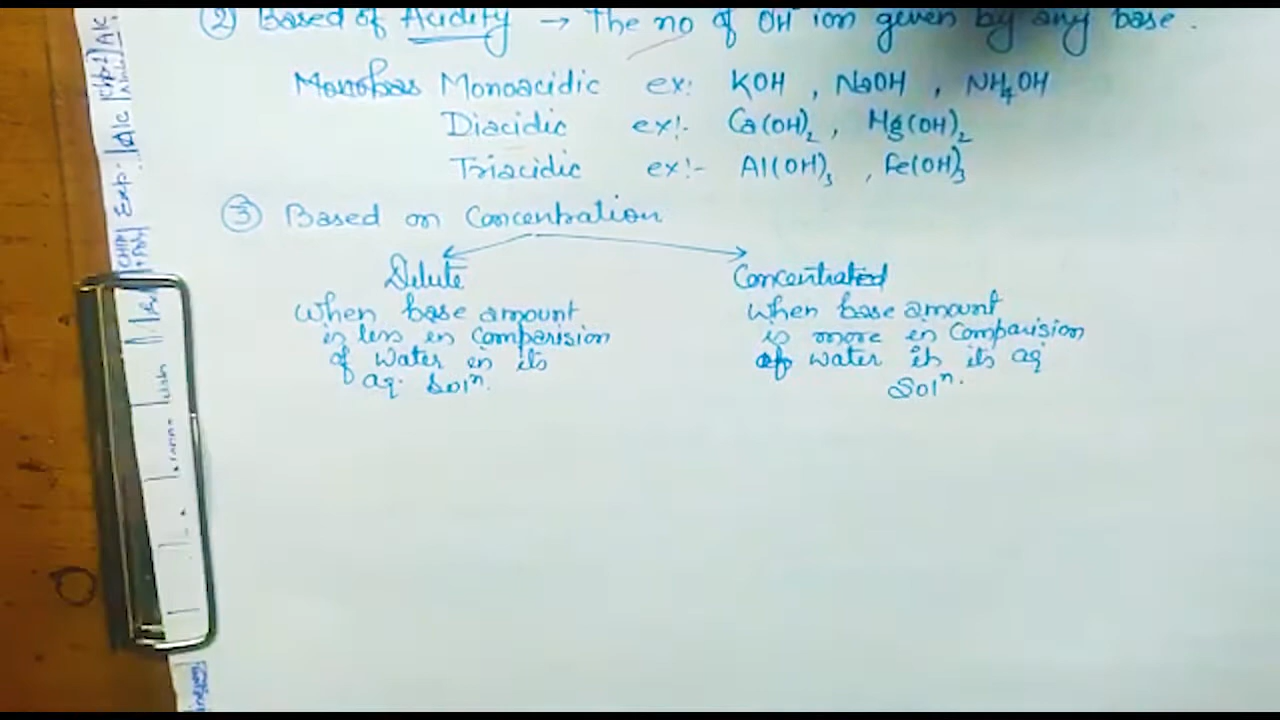 ② Based of Acidity → The no of OH⁻ ion given by any base.
Monobas Monoacidic ex: KOH , NaOH , NH₄OH
Diacidic ex!- Ca(OH)₂ , Mg(OH)₂
Triacidic ex!- Al(OH)₃ , Fe(OH)₃
③ Based on Concentration
Dilute
When base amount
is less in Comparision
of Water in its
aq. Solⁿ.
Concentrated
When base amount
is more in Comparision
of water in its aq
Solⁿ.
Exp.